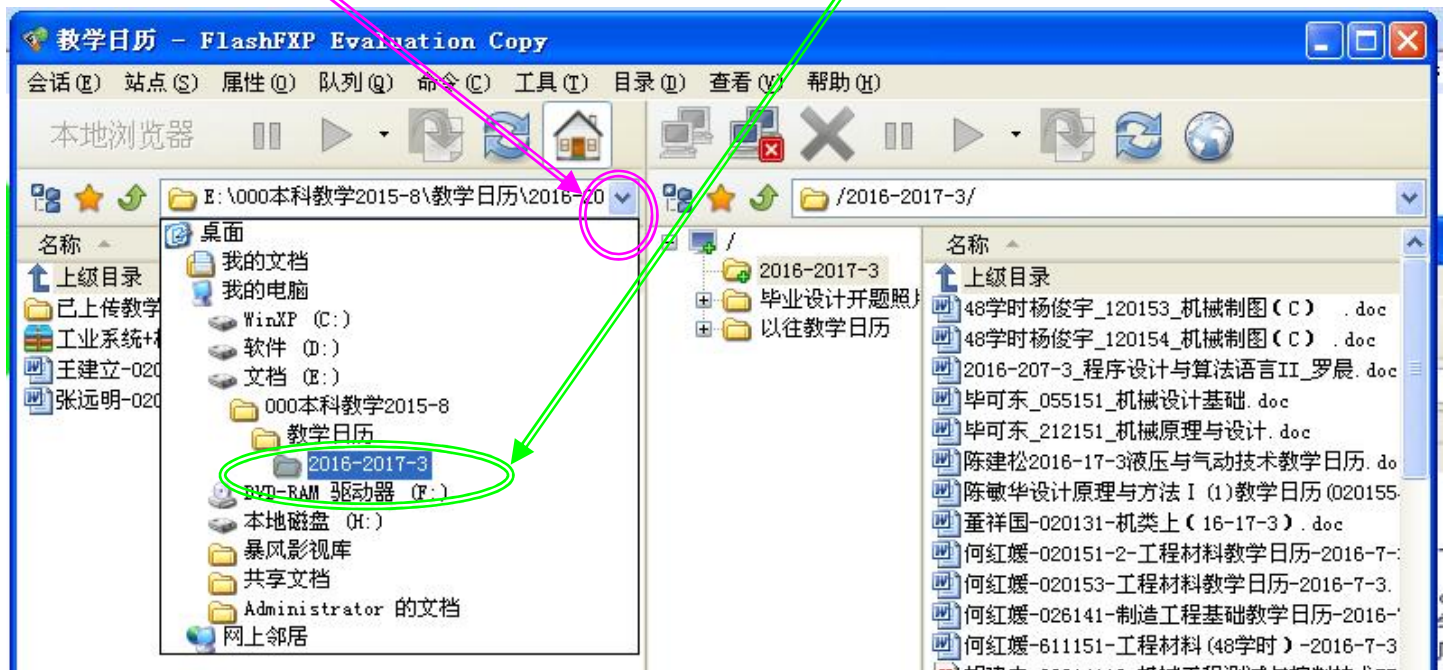 教学日历 - FlashFXP Evaluation Copy
会话(E) 站点(S) 属性(O) 队列(Q) 命令(C) 工具(T) 目录(D) 查看(V) 帮助(H)
本地浏览器
E:\000本科教学2015-8\教学日历\2016-20
/2016-2017-3/
名称
上级目录
已上传教学
工业系统+
王建立-020
张远明-020
桌面
我的文档
我的电脑
WinXP (C:)
软件 (D:)
文档 (E:)
000本科教学2015-8
教学日历
2016-2017-3
DVD-RAM 驱动器 (F:)
本地磁盘 (H:)
暴风影视库
共享文档
Administrator 的文档
网上邻居
/
2016-2017-3
毕业设计开题照片
以往教学日历
名称
上级目录
48学时杨俊宇_120153_机械制图(C) .doc
48学时杨俊宇_120154_机械制图(C) .doc
2016-207-3_程序设计与算法语言II_罗晨.doc
毕可东_055151_机械设计基础.doc
毕可东_212151_机械原理与设计.doc
陈建松2016-17-3液压与气动技术教学日历.do
陈敏华设计原理与方法I(1)教学日历(020155-
董祥国-020131-机类上(16-17-3).doc
何红媛-020151-2-工程材料教学日历-2016-7-
何红媛-020153-工程材料教学日历-2016-7-3.
何红媛-026141-制造工程基础教学日历-2016-
何红媛-611151-工程材料(48学时)-2016-7-3